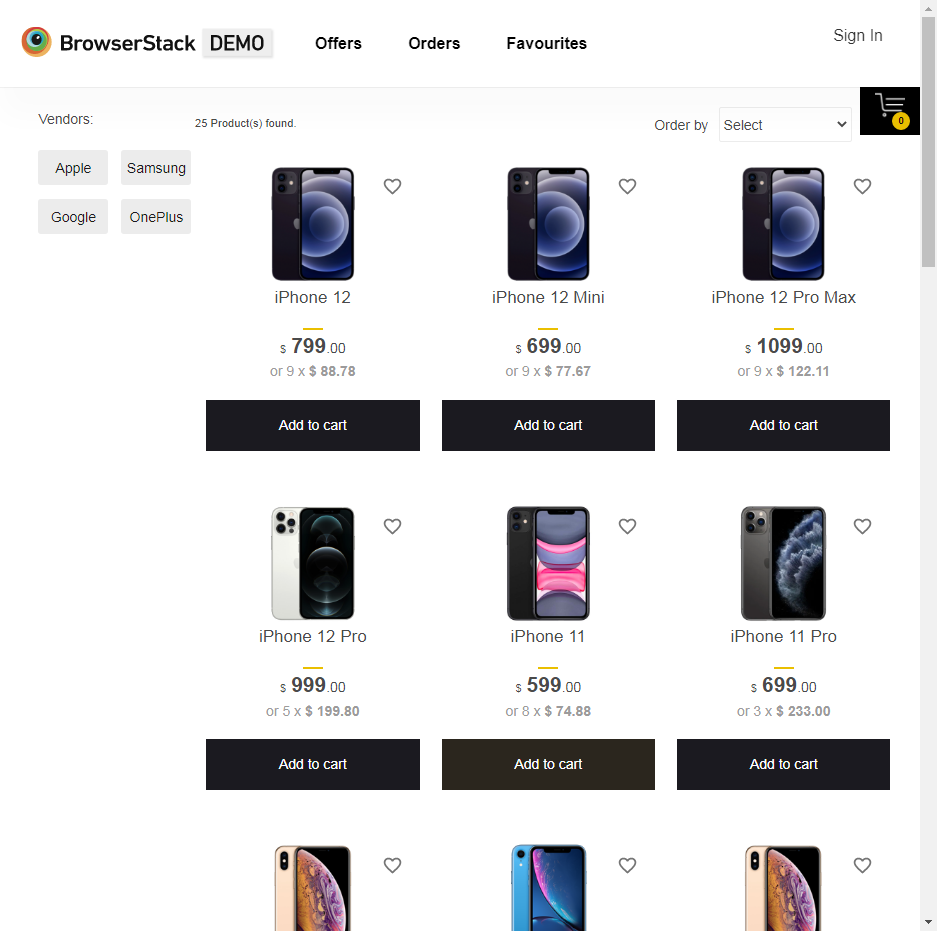 BrowserStack DEMO Offers Orders Favourites Sign In
0
Vendors:
25 Product(s) found.
Order by Select
Apple Samsung
Google OnePlus
iPhone 12 iPhone 12 Mini iPhone 12 Pro Max
$ 799.00 $ 699.00 $ 1099.00
or 9 x $ 88.78 or 9 x $ 77.67 or 9 x $ 122.11
Add to cart Add to cart Add to cart
iPhone 12 Pro iPhone 11 iPhone 11 Pro
$ 999.00 $ 599.00 $ 699.00
or 5 x $ 199.80 or 8 x $ 74.88 or 3 x $ 233.00
Add to cart Add to cart Add to cart